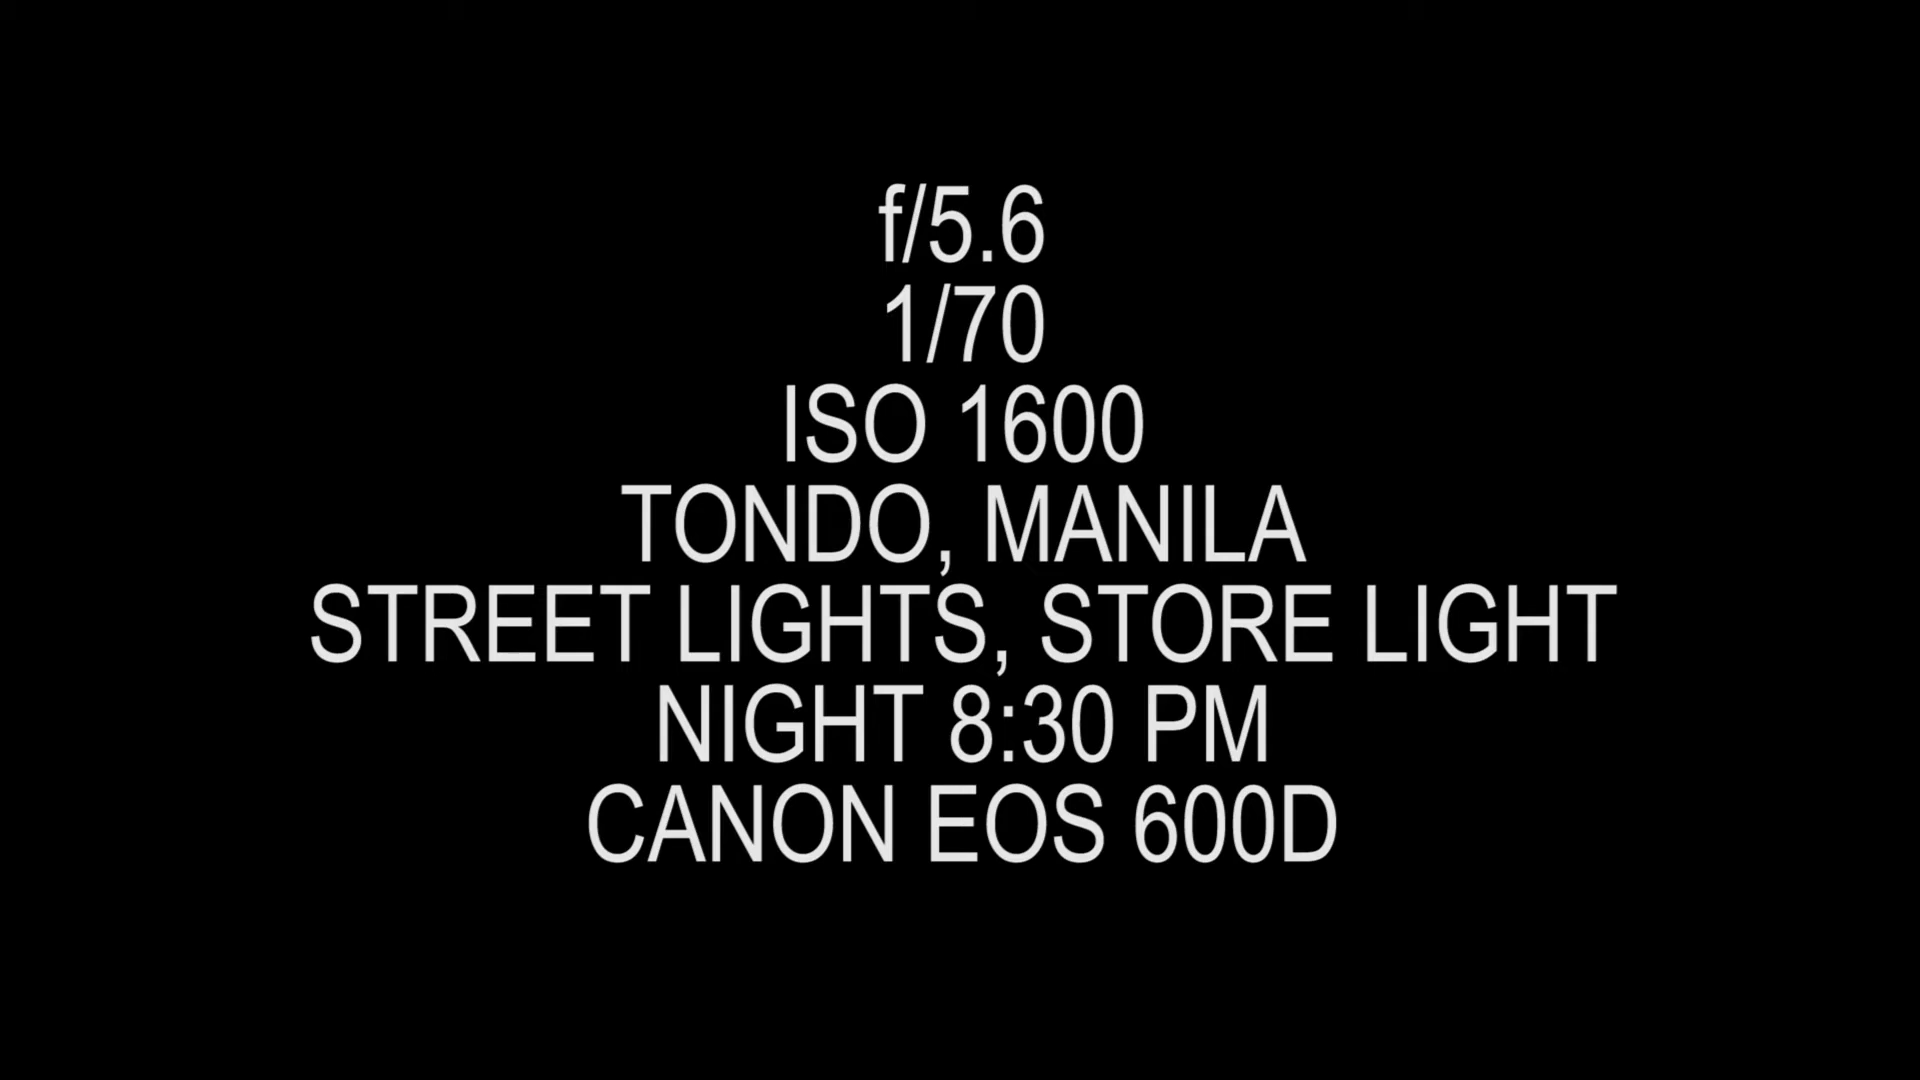 f/5.6
1/70
ISO 1600
TONDO, MANILA
STREET LIGHTS, STORE LIGHT
NIGHT 8:30 PM
CANON EOS 600D